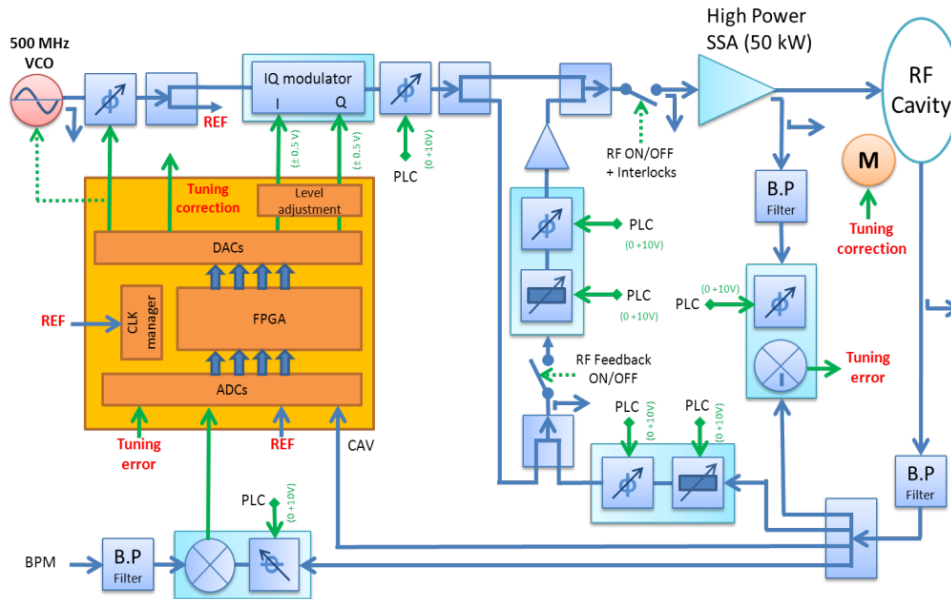 500 MHz
VCO
ϕ
REF
IQ modulator
I
Q
(± 0.5 V)
(± 0.5 V)
ϕ
(0 +10V)
PLC
High Power
SSA (50 kW)
RF
Cavity
RF ON/OFF
+ Interlocks
M
Tuning
correction
B.P
Filter
Tuning
correction
Level
adjustment
DACs
FPGA
CLK
manager
REF
ADCs
Tuning
error
REF
CAV
ϕ
PLC
(0 +10V)
PLC
(0 +10V)
RF Feedback
ON/OFF
PLC
(0 +10V)
ϕ
Tuning
error
PLC
(0 +10V)
PLC
(0 +10V)
ϕ
B.P
Filter
PLC
(0 +10V)
BPM
B.P
Filter
ϕ